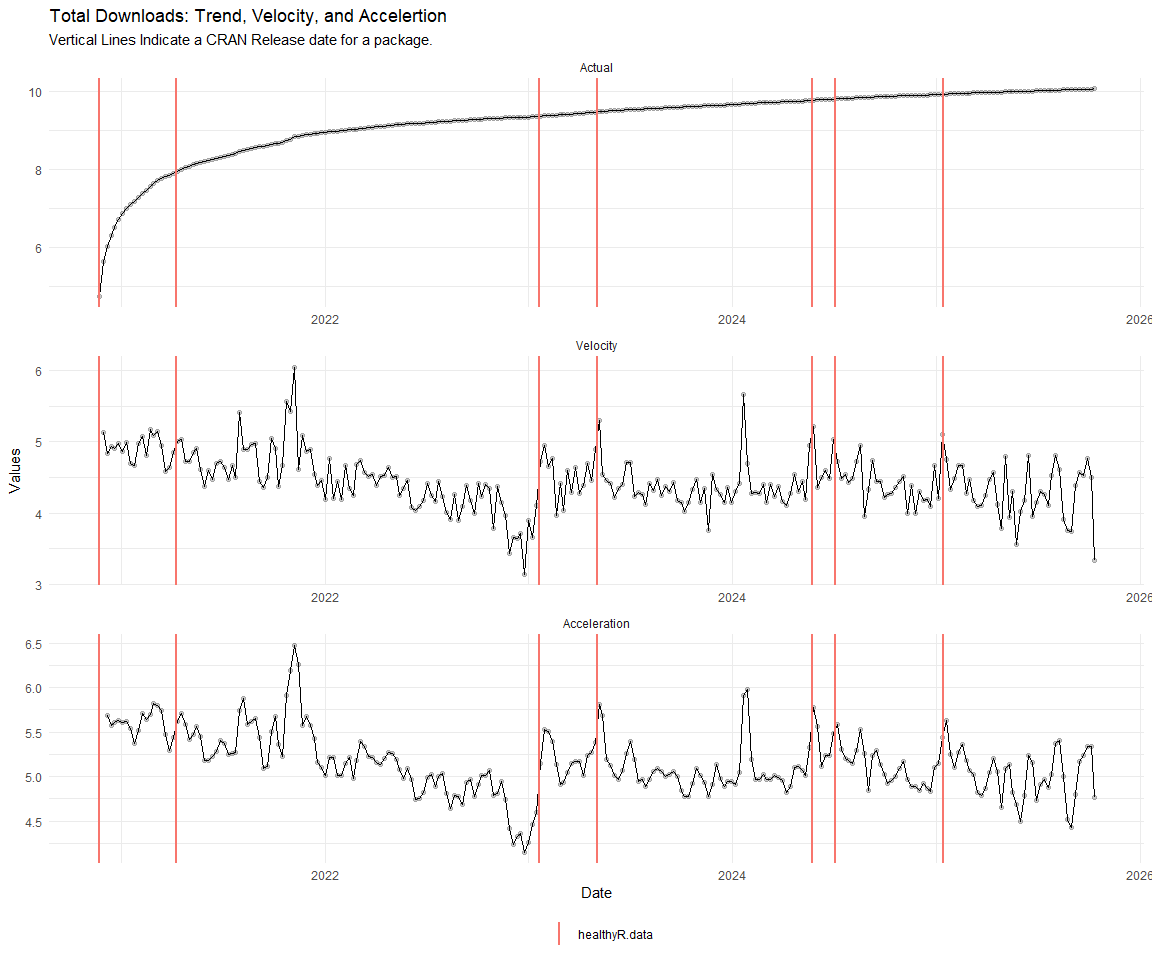 Total Downloads: Trend, Velocity, and Accelertion
Vertical Lines Indicate a CRAN Release date for a package.
Actual
10
8
6
2022
2024
2026
Velocity
6
5
4
3
2022
2024
2026
Values
Acceleration
6.5
6.0
5.5
5.0
4.5
2022
2024
2026
Date
healthyR.data